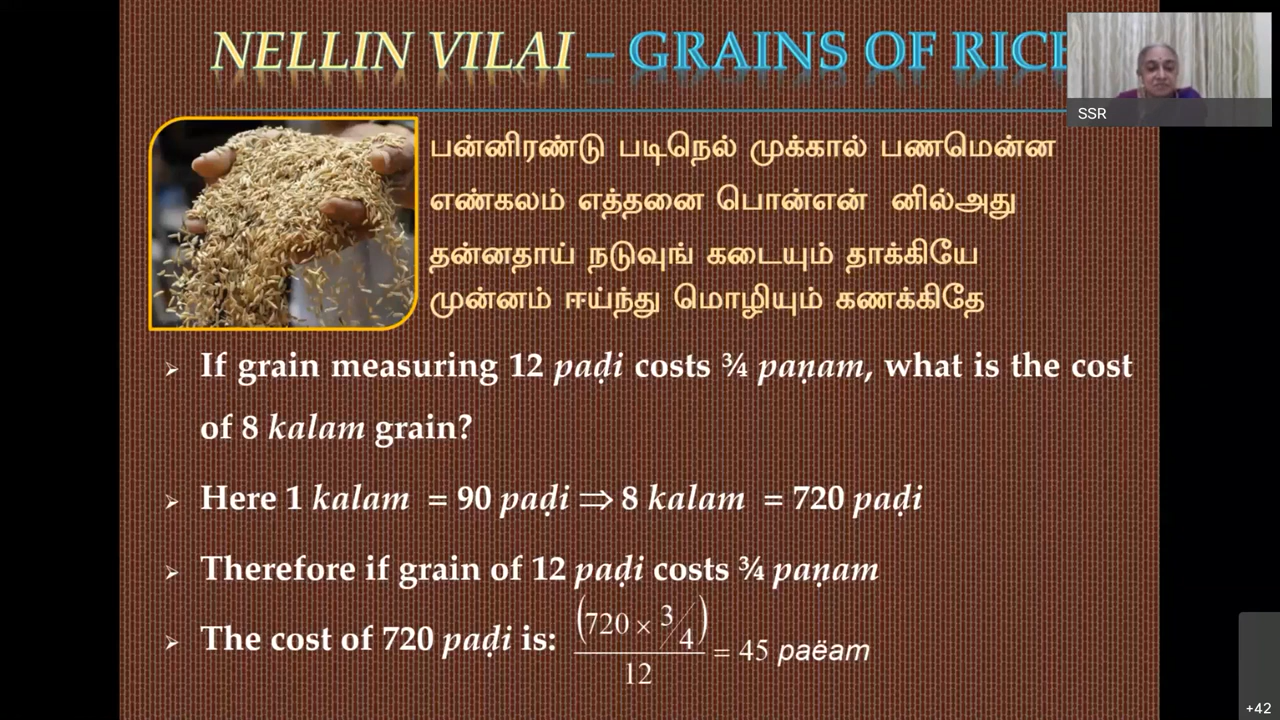 NELLIN VILAI – GRAINS OF RICE
SSR
பன்னிரண்டு படிநெல் முக்கால் பணமென்ன
எண்கலம் எத்தனை பொன்என் னில்அது
தன்னதாய் நடுவுங் கடையும் தாக்கியே
முன்னம் ஈய்ந்து மொழியும் கணக்கிதே
➢ If grain measuring 12 paḍi costs ¾ paṇam, what is the cost
of 8 kalam grain?
➢ Here 1 kalam = 90 paḍi ⇒ 8 kalam = 720 paḍi
➢ Therefore if grain of 12 paḍi costs ¾ paṇam
➢ The cost of 720 paḍi is: (720 × 3/4) / 12 = 45 paëam
+42